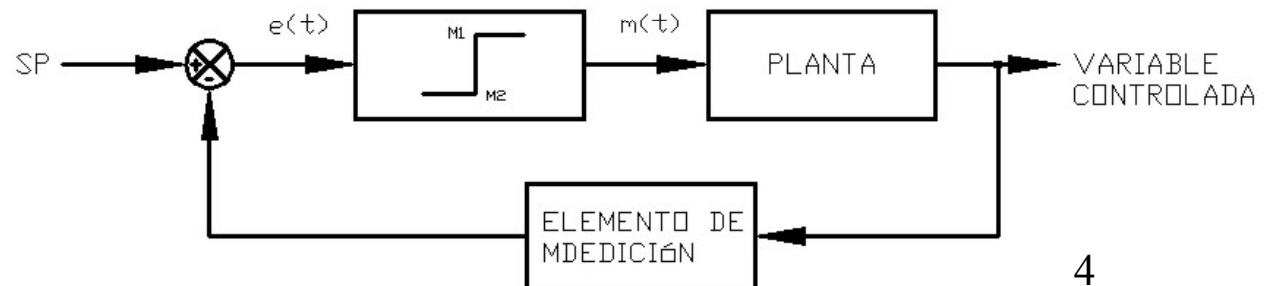 e(t)
M1
m(t)
SP
+
-
M2
PLANTA
VARIABLE
CONTROLADA
ELEMENTO DE
MDEDICIóN
4